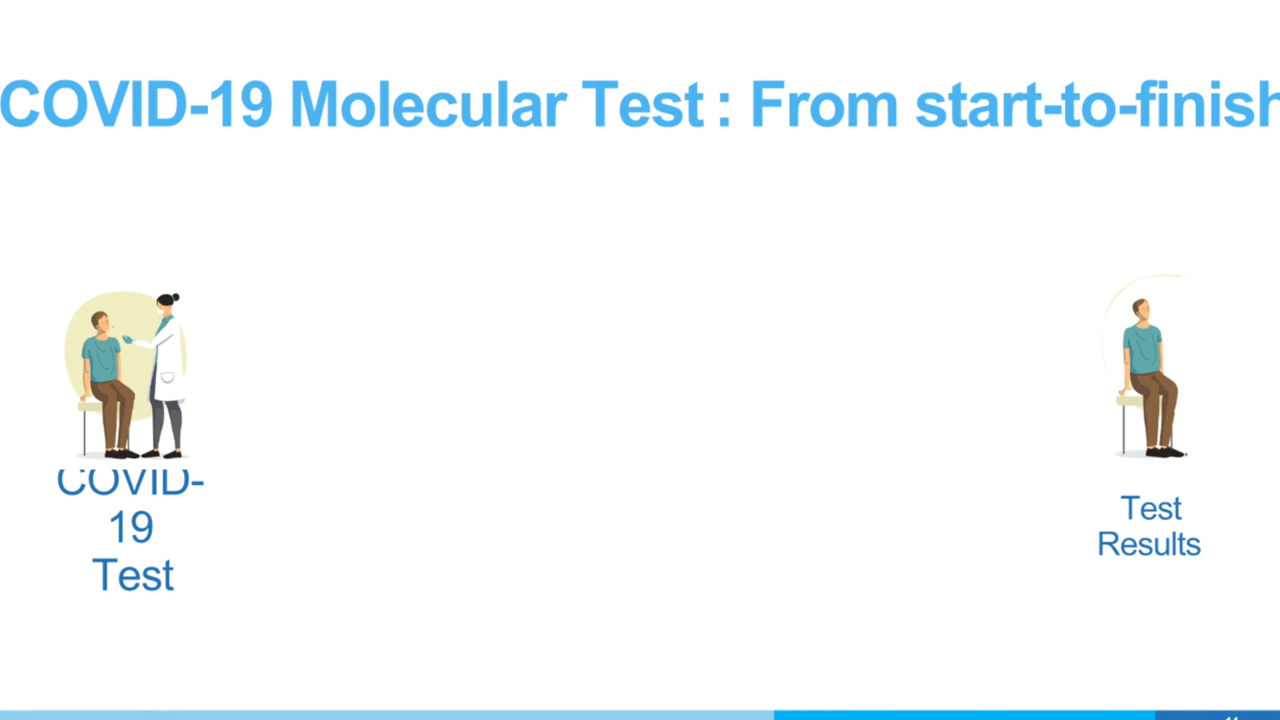 COVID-19 Molecular Test : From start-to-finish
COVID-
19
Test
Test
Results